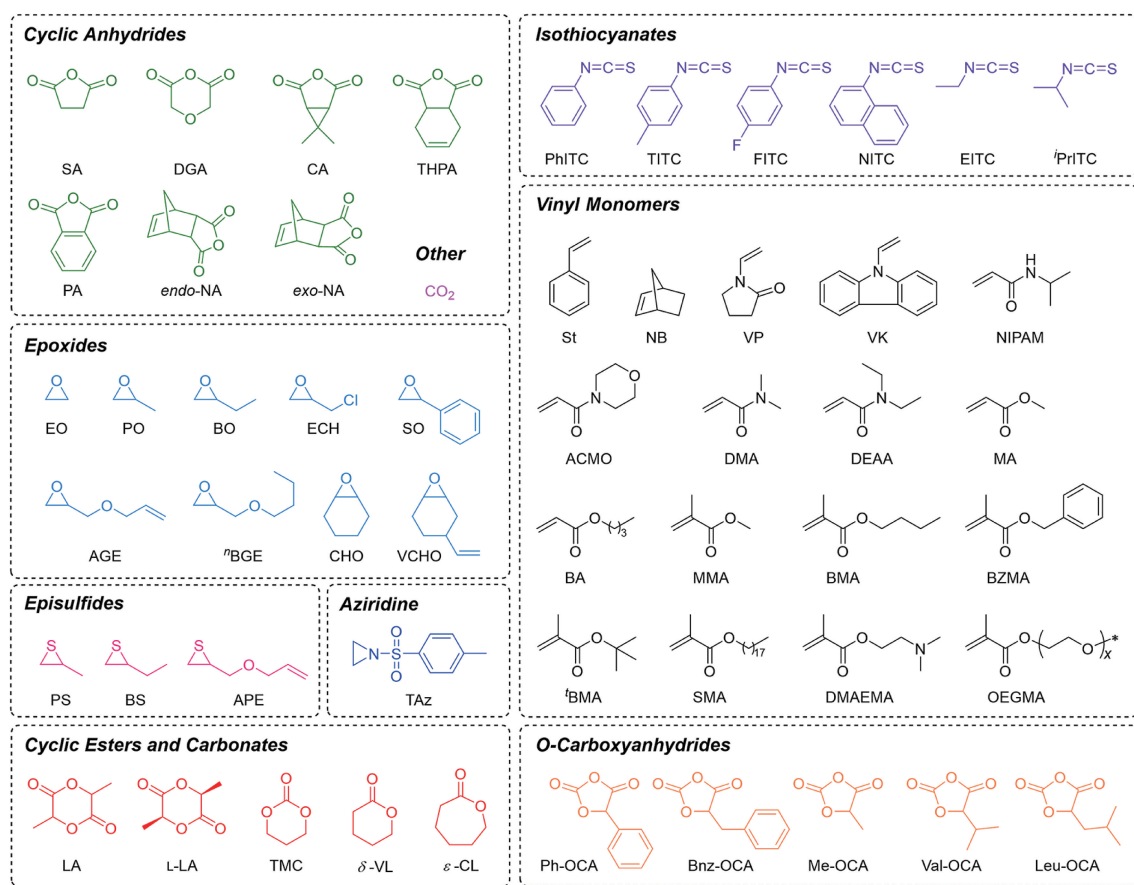 Cyclic Anhydrides
SA
DGA
CA
THPA
PA
endo-NA
exo-NA
Other
CO₂
Epoxides
EO
PO
BO
ECH
SO
AGE
ⁿBGE
CHO
VCHO
Episulfides
PS
BS
APE
Aziridine
TAz
Cyclic Esters and Carbonates
LA
L-LA
TMC
δ-VL
ε-CL
Isothiocyanates
PhITC
TITC
FITC
NITC
EITC
ⁱPrITC
Vinyl Monomers
St
NB
VP
VK
NIPAM
ACMO
DMA
DEAA
MA
BA
MMA
BMA
BZMA
ᵗBMA
SMA
DMAEMA
OEGMA
O-Carboxyanhydrides
Ph-OCA
Bnz-OCA
Me-OCA
Val-OCA
Leu-OCA